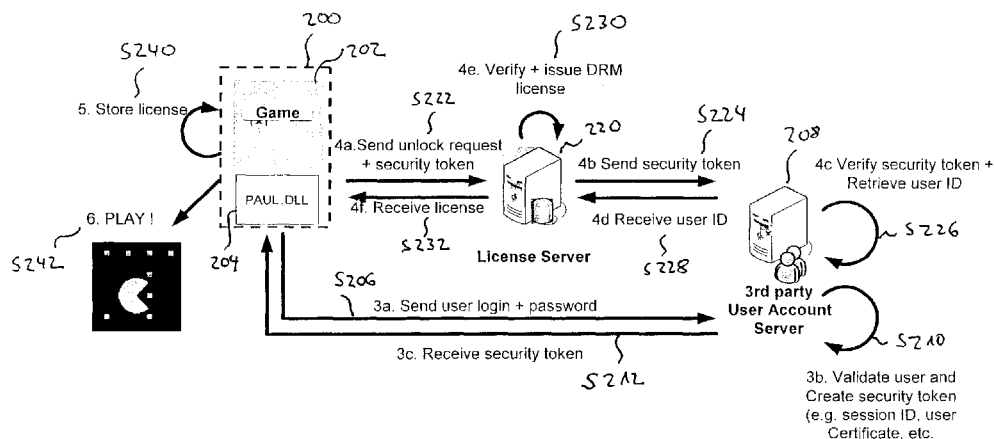 200
S240
202
S230
5. Store license
4e. Verify + issue DRM
license
Game
S222
220
S224
208
4a.Send unlock request
+ security token
4b Send security token
4c Verify security token +
Retrieve user ID
PAUL.DLL
4f. Receive license
4d Receive user ID
6. PLAY !
S232
S226
S242
204
License Server
S228
S206
3rd party
User Account
Server
3a. Send user login + password
S210
3c. Receive security token
S212
3b. Validate user and
Create security token
(e.g. session ID, user
Certificate, etc.